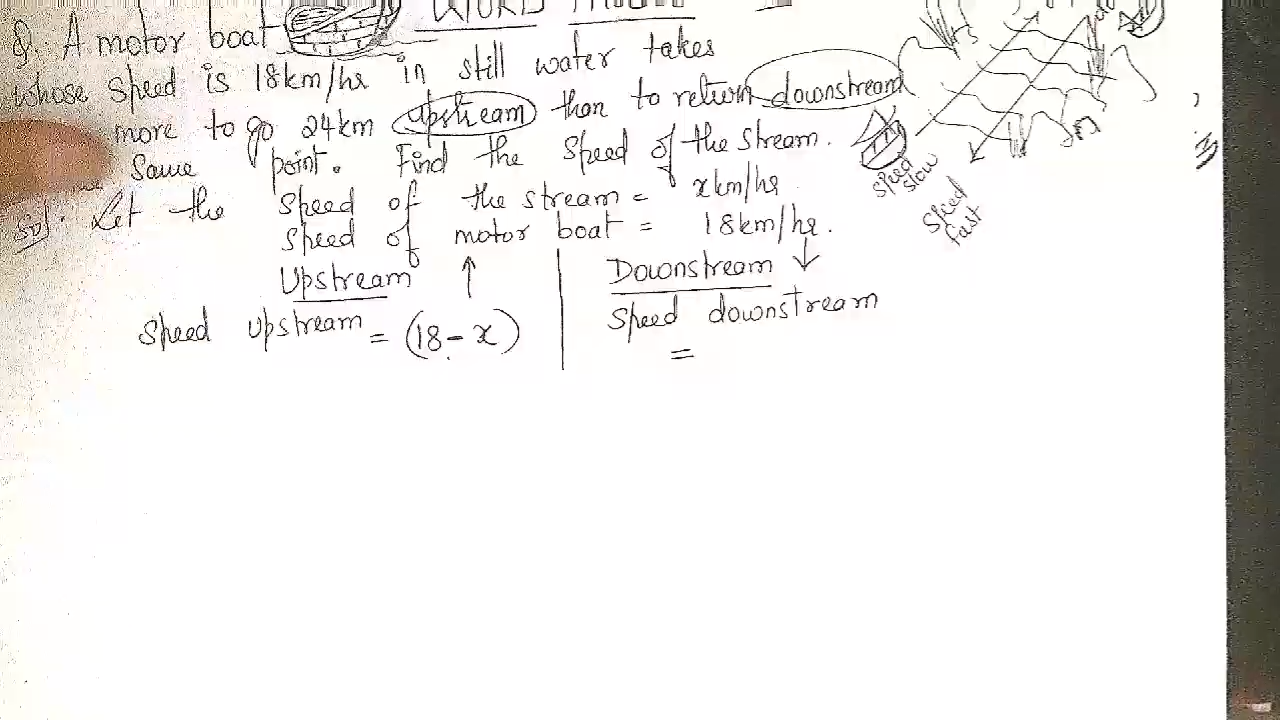 WORD
Q. A motor boat
whose speed is 18km/hr in still water takes
more to go 24km upstream than to return downstream
Same point. Find the speed of the stream.
Sol. Let the speed of the stream = x km/hr
speed of motor boat = 18km/hr.
Upstream ↑
Speed upstream = (18 - x)
Downstream ↓
Speed downstream
=
Speed slow
Speed fast